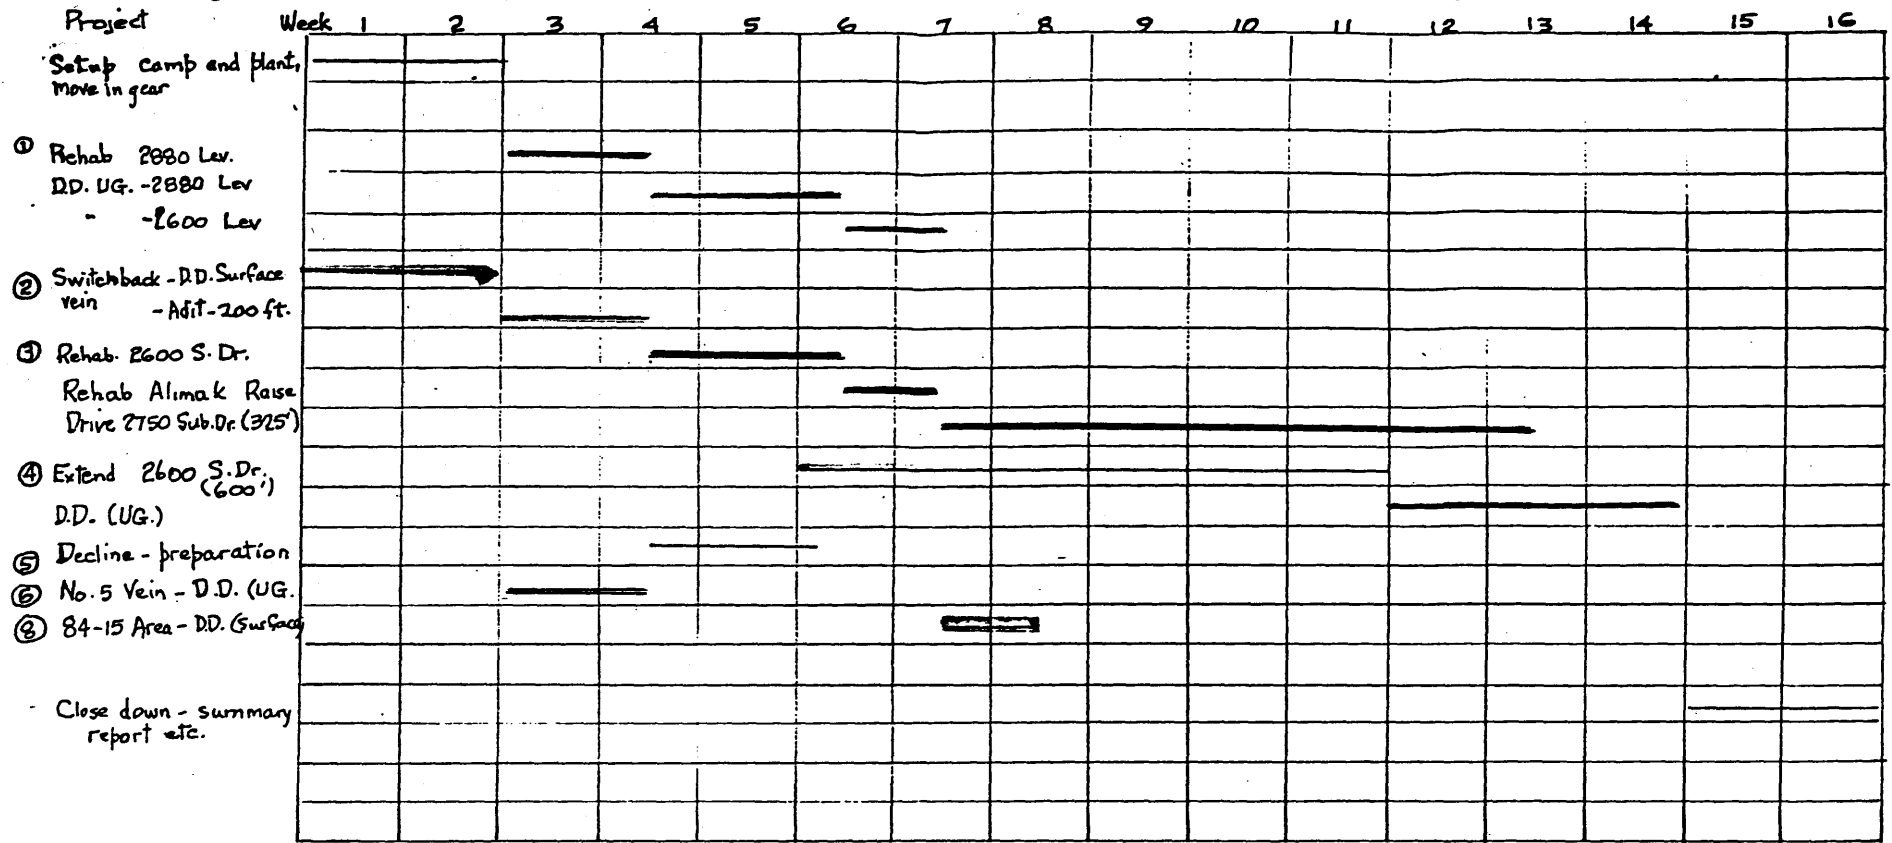 Project Week 1 2 3 4 5 6 7 8 9 10 11 12 13 14 15 16
Setup camp and plant,
move in gear
① Rehab 2880 Lev.
D.D. UG. -2880 Lev
" -2600 Lev
② Switchback - D.D. Surface
vein - Adit - 200 ft.
③ Rehab. 2600 S. Dr.
Rehab Alimak Raise
Drive 2750 Sub. Dr. (325')
④ Extend 2600 S. Dr.
(600')
D.D. (UG.)
⑤ Decline - preparation
⑥ No. 5 Vein - D.D. (UG.
⑧ 84-15 Area - D.D. (Surface)
Close down - summary
report etc.